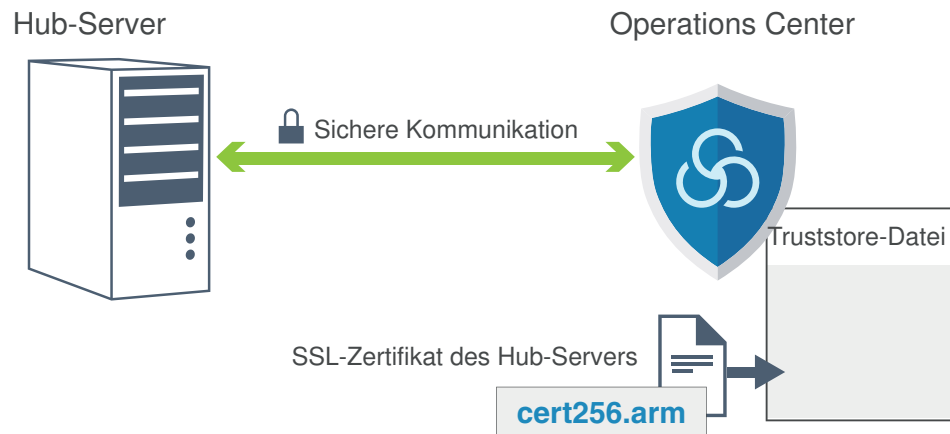 Hub-Server
Operations Center
Sichere Kommunikation
Truststore-Datei
SSL-Zertifikat des Hub-Servers
cert256.arm